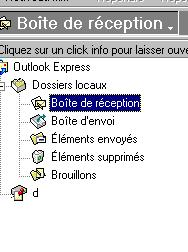 Boîte de réception
Cliquez sur un click info pour laisser ouve
Outlook Express
Dossiers locaux
Boîte de réception
Boîte d'envoi
Éléments envoyés
Éléments supprimés
Brouillons
d